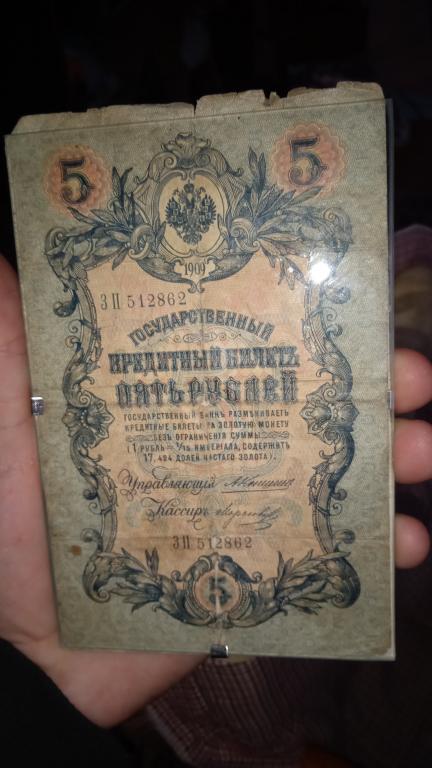 5 5
1909
ЗП 512862
ГОСУДАРСТВЕННЫЙ
КРЕДИТНЫЙ БИЛЕТЪ
ПЯТЬ РУБЛЕЙ
ГОСУДАРСТВЕННЫЙ БАНКЪ РАЗМѢНИВАЕТЪ
КРЕДИТНЫЕ БИЛЕТЫ НА ЗОЛОТУЮ МОНЕТУ
БЕЗЪ ОГРАНИЧЕНІЯ СУММЫ
(1 РУБЛЬ = 1/15 ИМПЕРІАЛА, СОДЕРЖИТЪ
17,424 ДОЛЕЙ ЧИСТАГО ЗОЛОТА).
Управляющій
Кассиръ
ЗП 512862
5